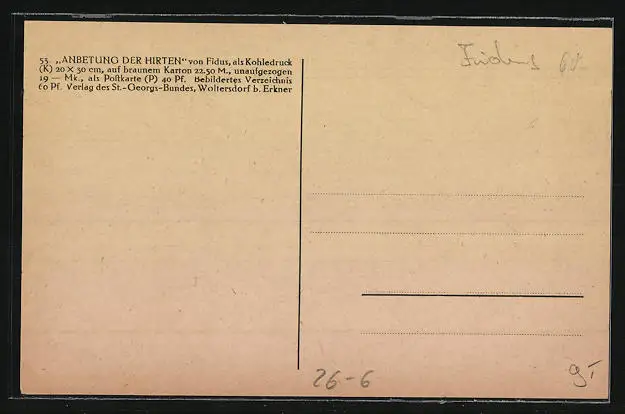 53. „ANBETUNG DER HIRTEN“ von Fidus, als Kohledruck
(K) 20 X 30 cm, auf braunem Karton 22.50 M., unaufgezogen
19 — Mk., als Postkarte (P) 40 Pf. Bebildertes Verzeichnis
60 Pf. Verlag des St.-Georgs-Bundes, Woltersdorf b. Erkner
26-6